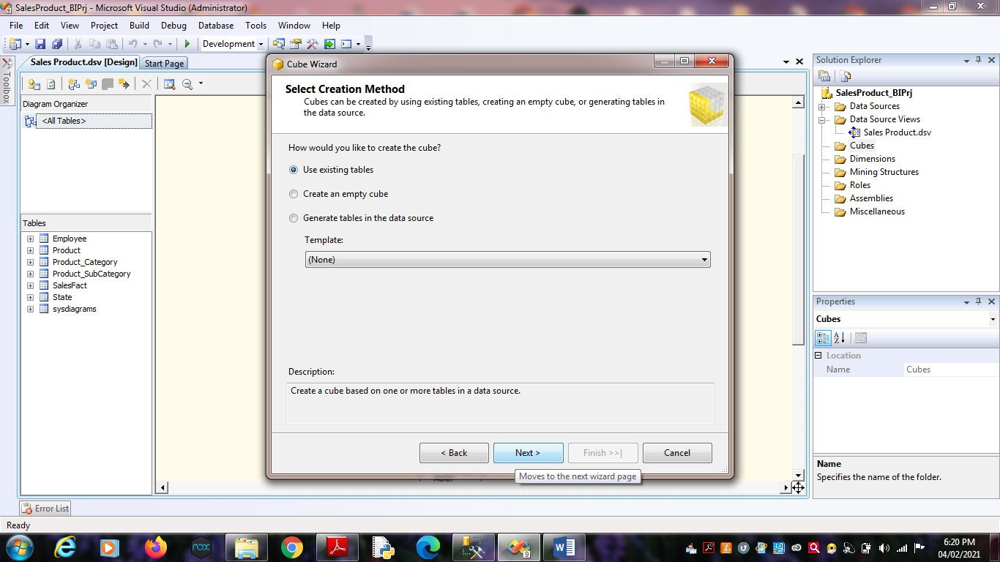 SalesProduct_BIPrj - Microsoft Visual Studio (Administrator)
File Edit View Project Build Debug Database Tools Window Help
Development
Toolbox
Sales Product.dsv [Design] Start Page
Diagram Organizer
<All Tables>
Tables
Employee
Product
Product_Category
Product_SubCategory
SalesFact
State
sysdiagrams
Cube Wizard
Select Creation Method
Cubes can be created by using existing tables, creating an empty cube, or generating tables in
the data source.
How would you like to create the cube?
Use existing tables
Create an empty cube
Generate tables in the data source
Template:
(None)
Description:
Create a cube based on one or more tables in a data source.
< Back Next > Finish >>| Cancel
Moves to the next wizard page
Month
Solution Explorer
SalesProduct_BIPrj
Data Sources
Data Source Views
Sales Product.dsv
Cubes
Dimensions
Mining Structures
Roles
Assemblies
Miscellaneous
Properties
Cubes
Location
Name Cubes
Name
Specifies the name of the folder.
Error List
Ready
nox
9
W
6:20 PM
04/02/2021